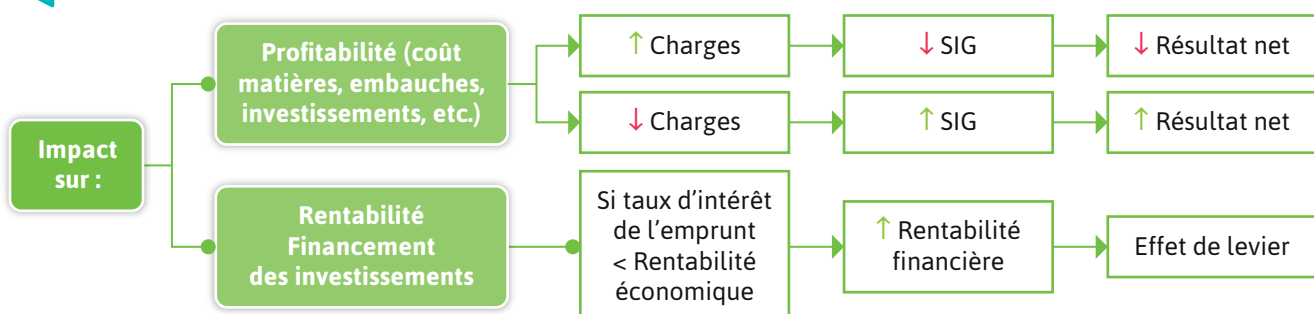 Impact
sur :
Profitabilité (coût
matières, embauches,
investissements, etc.)
↑ Charges
↓ SIG
↓ Résultat net
↓ Charges
↑ SIG
↑ Résultat net
Rentabilité
Financement
des investissements
Si taux d’intérêt
de l’emprunt
< Rentabilité
économique
↑ Rentabilité
financière
Effet de levier